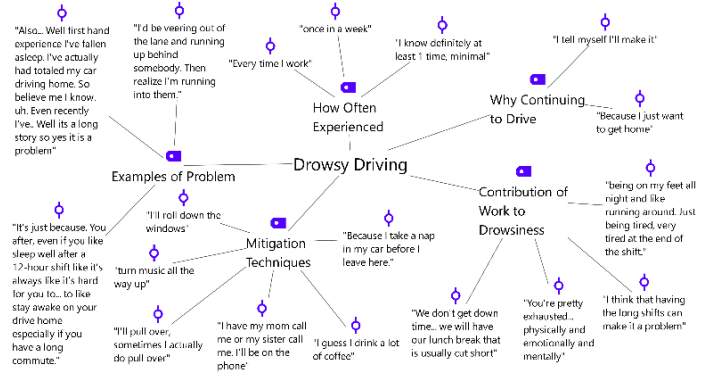 "Also... Well first hand
experience I've fallen
asleep. I've actually
had totaled my car
driving home. So
believe me I know.
uh. Even recently
I've.. Well its a long
story so yes it is a
problem"
"I'd be veering out of
the lane and running
up behind
somebody. Then
realize I'm running
into them."
"Every time I work"
"once in a week"
"I know definitely at
least 1 time, minimal"
"I tell myself I'll make it"
"Because I just want
to get home"
How Often
Experienced
Why Continuing
to Drive
Drowsy Driving
Examples of Problem
Contribution of
Work to
Drowsiness
Mitigation
Techniques
"It's just because. You
after, even if you like
sleep well after a
12-hour shift like it's
always like it's hard
for you to... to like
stay awake on your
drive home
especially if you
have a long
commute."
"I'll roll down the
windows"
"turn music all the
way up"
"I'll pull over,
sometimes I actually
do pull over"
"I have my mom call
me or my sister call
me. I'll be on the
phone"
"I guess I drink a lot
of coffee"
"Because I take a nap
in my car before I
leave here."
"We don't get down
time... we will have
our lunch break that
is usually cut short"
"You're pretty
exhausted...
physically and
emotionally and
mentally"
"I think that having
the long shifts can
make it a problem"
"being on my feet all
night and like
running around. Just
being tired, very
tired at the end of
the shift."